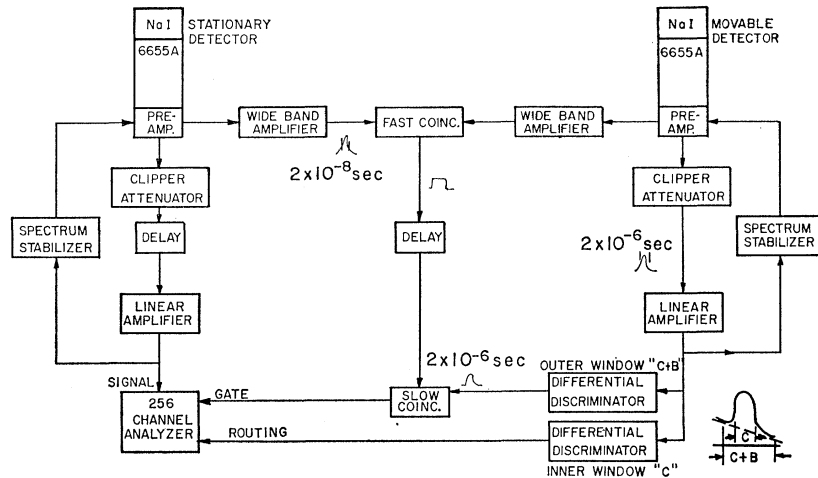 NaI
STATIONARY
DETECTOR
6655A
PRE-
AMP.
WIDE BAND
AMPLIFIER
FAST COINC.
WIDE BAND
AMPLIFIER
NaI
MOVABLE
DETECTOR
6655A
PRE-
AMP.
2x10⁻⁸sec
CLIPPER
ATTENUATOR
CLIPPER
ATTENUATOR
SPECTRUM
STABILIZER
DELAY
DELAY
2x10⁻⁶sec
SPECTRUM
STABILIZER
LINEAR
AMPLIFIER
LINEAR
AMPLIFIER
2x10⁻⁶sec
OUTER WINDOW "C+B"
SIGNAL
GATE
SLOW
COINC.
DIFFERENTIAL
DISCRIMINATOR
256
CHANNEL
ANALYZER
ROUTING
DIFFERENTIAL
DISCRIMINATOR
INNER WINDOW "C"
C
C+B